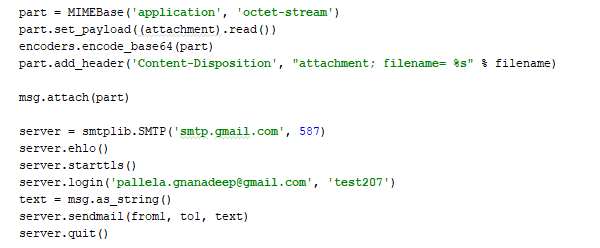 part = MIMEBase('application', 'octet-stream')
part.set_payload((attachment).read())
encoders.encode_base64(part)
part.add_header('Content-Disposition', "attachment; filename= %s" % filename)
msg.attach(part)
server = smtplib.SMTP('smtp.gmail.com', 587)
server.ehlo()
server.starttls()
server.login('pallela.gnanadeep@gmail.com', 'test207')
text = msg.as_string()
server.sendmail(from1, to1, text)
server.quit()